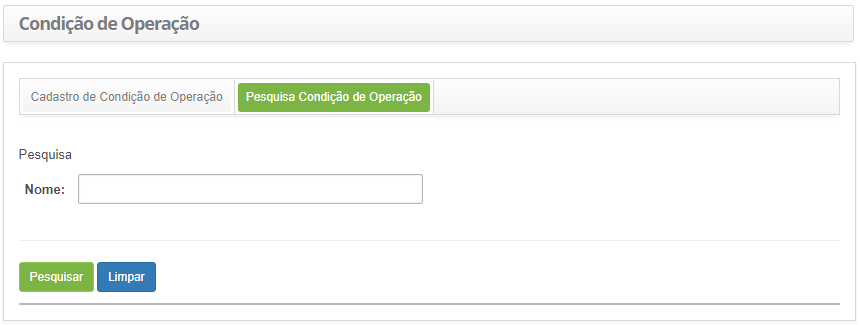 Condição de Operação
Cadastro de Condição de Operação Pesquisa Condição de Operação
Pesquisa
Nome:
Pesquisar Limpar